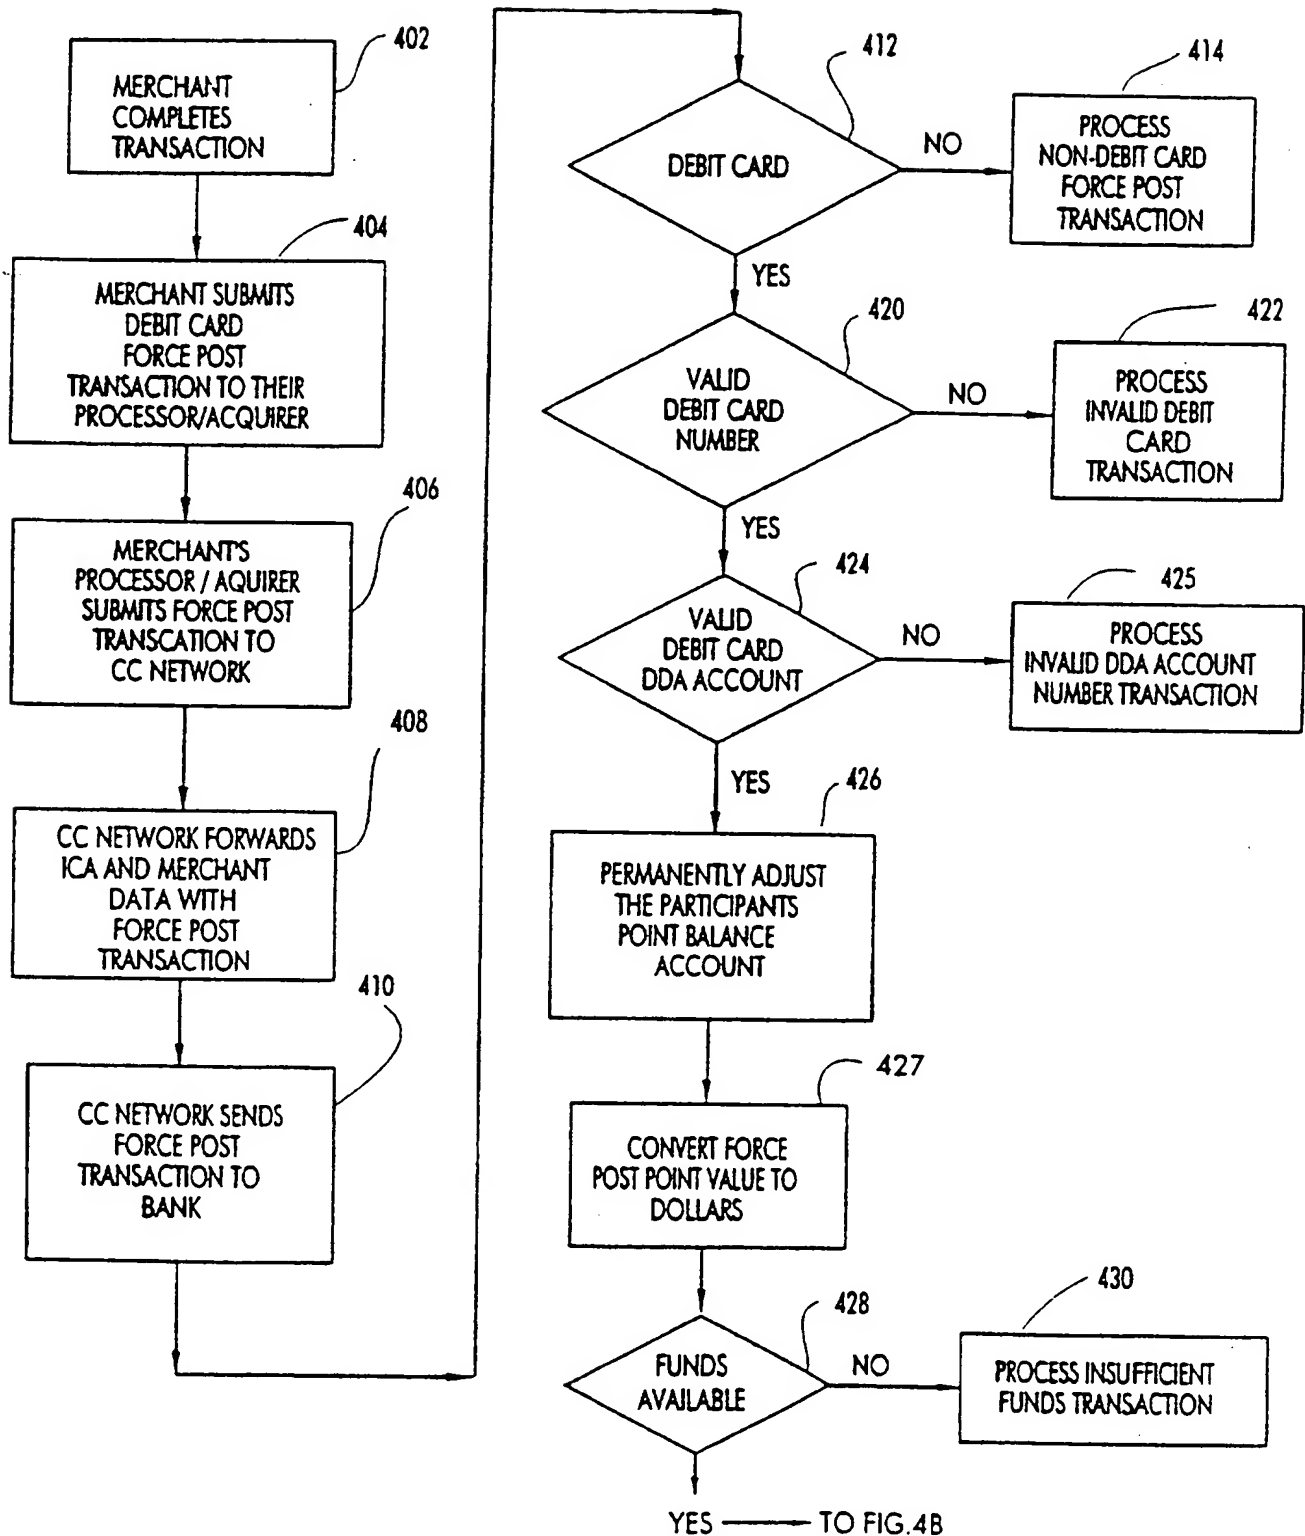 402
MERCHANT
COMPLETES
TRANSACTION
404
MERCHANT SUBMITS
DEBIT CARD
FORCE POST
TRANSACTION TO THEIR
PROCESSOR/ACQUIRER
406
MERCHANT'S
PROCESSOR / AQUIRER
SUBMITS FORCE POST
TRANSCATION TO
CC NETWORK
408
CC NETWORK FORWARDS
ICA AND MERCHANT
DATA WITH
FORCE POST
TRANSACTION
410
CC NETWORK SENDS
FORCE POST
TRANSACTION TO
BANK
412
DEBIT CARD
NO
414
PROCESS
NON-DEBIT CARD
FORCE POST
TRANSACTION
YES
420
VALID
DEBIT CARD
NUMBER
NO
422
PROCESS
INVALID DEBIT
CARD
TRANSACTION
YES
424
VALID
DEBIT CARD
DDA ACCOUNT
NO
425
PROCESS
INVALID DDA ACCOUNT
NUMBER TRANSACTION
YES
426
PERMANENTLY ADJUST
THE PARTICIPANTS
POINT BALANCE
ACCOUNT
427
CONVERT FORCE
POST POINT VALUE TO
DOLLARS
428
FUNDS
AVAILABLE
NO
430
PROCESS INSUFFICIENT
FUNDS TRANSACTION
YES TO FIG.4B